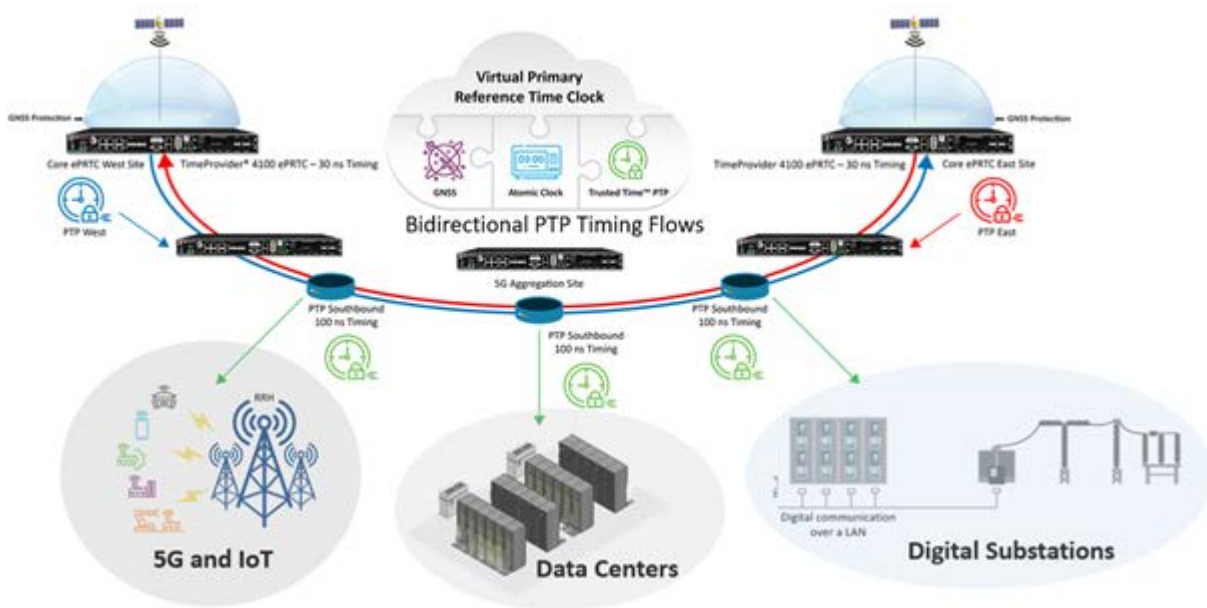 Virtual Primary
Reference Time Clock
GNSS Protection
GNSS Protection
Core ePRTC West Site
TimeProvider® 4100 ePRTC – 30 ns Timing
GNSS
Atomic Clock
Trusted Time™ PTP
TimeProvider 4100 ePRTC – 30 ns Timing
Core ePRTC East Site
Bidirectional PTP Timing Flows
PTP West
PTP East
5G Aggregation Site
PTP Southbound
100 ns Timing
PTP Southbound
100 ns Timing
PTP Southbound
100 ns Timing
RRH
5G and IoT
Data Centers
Digital communication
over a LAN
Digital Substations